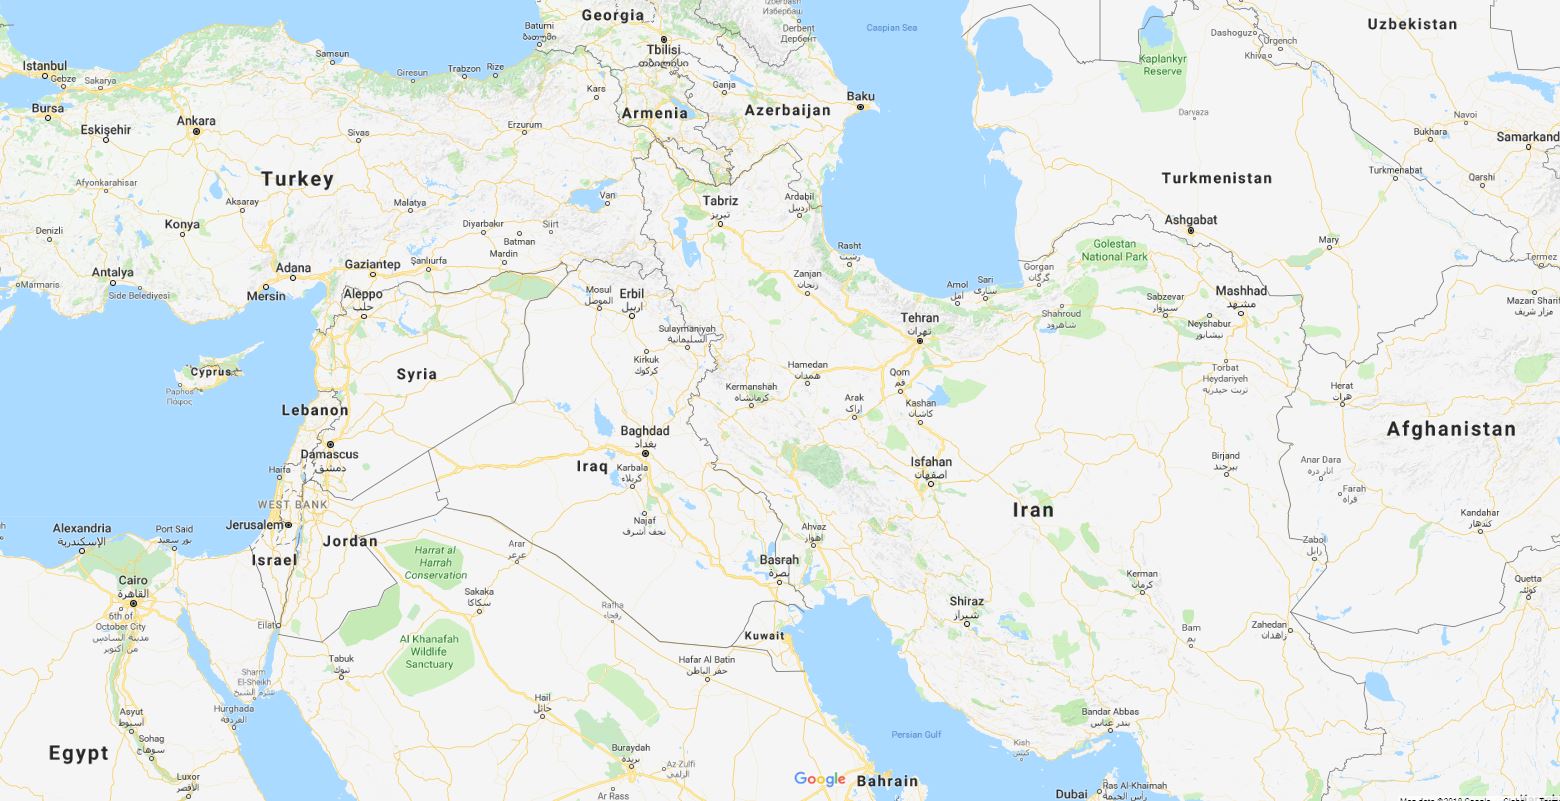 Georgia
Uzbekistan
Caspian Sea
Derbent
Дербент
Batumi
ბათუმი
Tbilisi
თბილისი
Dashoguz
Urgench
Khiva
Istanbul
Gebze
Sakarya
Samsun
Giresun
Trabzon
Rize
Kaplankyr
Reserve
Kars
Ganja
Baku
Bursa
Armenia
Azerbaijan
Darvaza
Navoi
Eskişehir
Ankara
Sivas
Erzurum
Bukhara
Samarkand
Turkey
Turkmenistan
Turkmenabat
Qarshi
Afyonkarahisar
Aksaray
Malatya
Van
Tabriz
تبریز
Ardabil
اردبیل
Ashgabat
Denizli
Konya
Diyarbakır
Siirt
Batman
Mardin
Rasht
رشت
Golestan
National Park
Mary
Termez
Antalya
Side Belediyesi
Marmaris
Adana
Mersin
Gaziantep
Şanlıurfa
Zanjan
زنجان
Gorgan
گرگان
Amol
آمل
Sari
ساری
Aleppo
حلب
Mosul
الموصل
Erbil
اربيل
Sabzevar
سبزوار
Mashhad
مشهد
Mazari Sharif
مزار شریف
Sulaymaniyah
السليمانية
Tehran
تهران
Shahroud
شاهرود
Neyshabur
نیشابور
Cyprus
Paphos
Πάφος
Syria
Kirkuk
كركوك
Hamedan
همدان
Kermanshah
کرمانشاه
Qom
قم
Torbat
Heydariyeh
تربت حیدریه
Herat
هرات
Lebanon
Arak
اراک
Kashan
کاشان
Afghanistan
Damascus
دمشق
Baghdad
بغداد
Haifa
Iraq
Karbala
كربلاء
Isfahan
اصفهان
Birjand
بیرجند
Anar Dara
انار دره
Farah
فراه
WEST BANK
Iran
Jerusalem
Alexandria
الإسكندرية
Port Said
بور سعيد
Najaf
نجف أشرف
Ahvaz
اهواز
Kandahar
کندهار
Israel
Jordan
Harrat al
Harrah
Conservation
Arar
عرعر
Basrah
بصرة
Zabol
زابل
Cairo
القاهرة
Kerman
کرمان
Quetta
کوئٹہ
6th of
October City
مدينة السادس
من أكتوبر
Sakaka
سكاكا
Rafha
رفحاء
Shiraz
شیراز
Eilat
Al Khanafah
Wildlife
Sanctuary
Kuwait
Bam
بم
Zahedan
زاهدان
Tabuk
تبوك
Hafar Al Batin
حفر الباطن
Sharm
El-Sheikh
شرم الشيخ
Hail
حائل
Hurghada
الغردقة
Asyut
أسيوط
Bandar Abbas
بندر عباس
Sohag
سوهاج
Persian Gulf
Kish
کیش
Egypt
Buraydah
بريدة
Az-Zulfi
الزلفي
Luxor
Google
Bahrain
Dubai
Ras Al-Khaimah
رأس الخيمة
Ar Rass